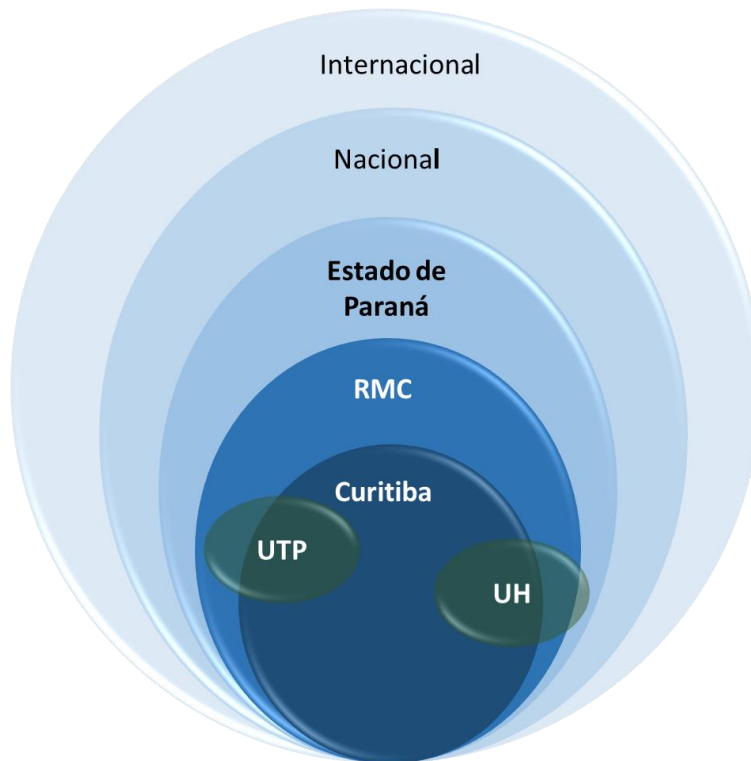 Internacional
Nacional
Estado de
Paraná
RMC
Curitiba
UTP
UH